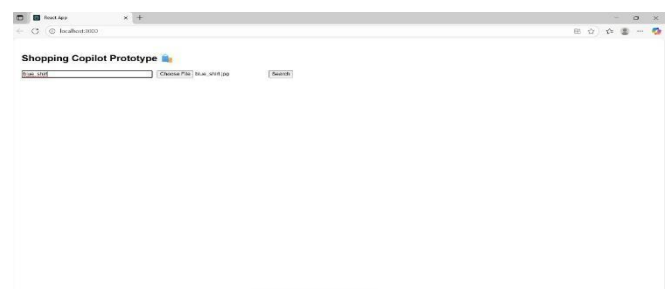 React App
localhost:3000
Shopping Copilot Prototype
blue_shirt Choose File blue_shirt.jpg Search